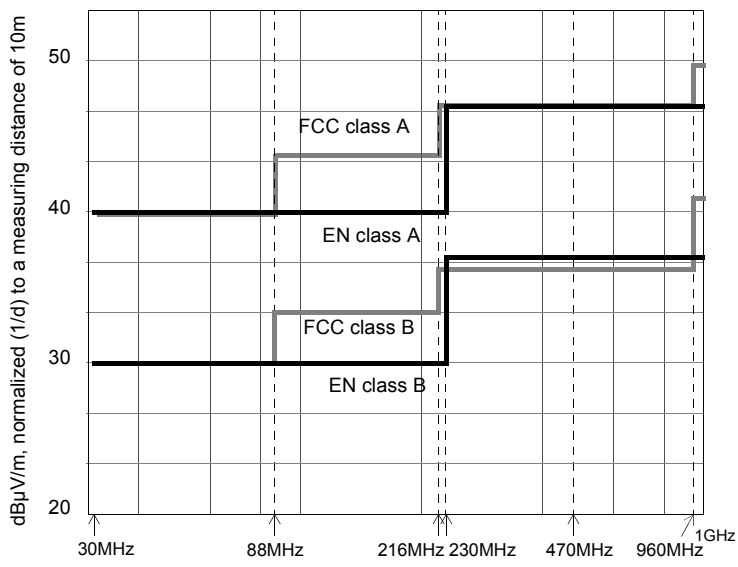 dBµV/m, normalized (1/d) to a measuring distance of 10m
50
FCC class A
40
EN class A
FCC class B
30
EN class B
20
1GHz
30MHz
88MHz
216MHz
230MHz
470MHz
960MHz